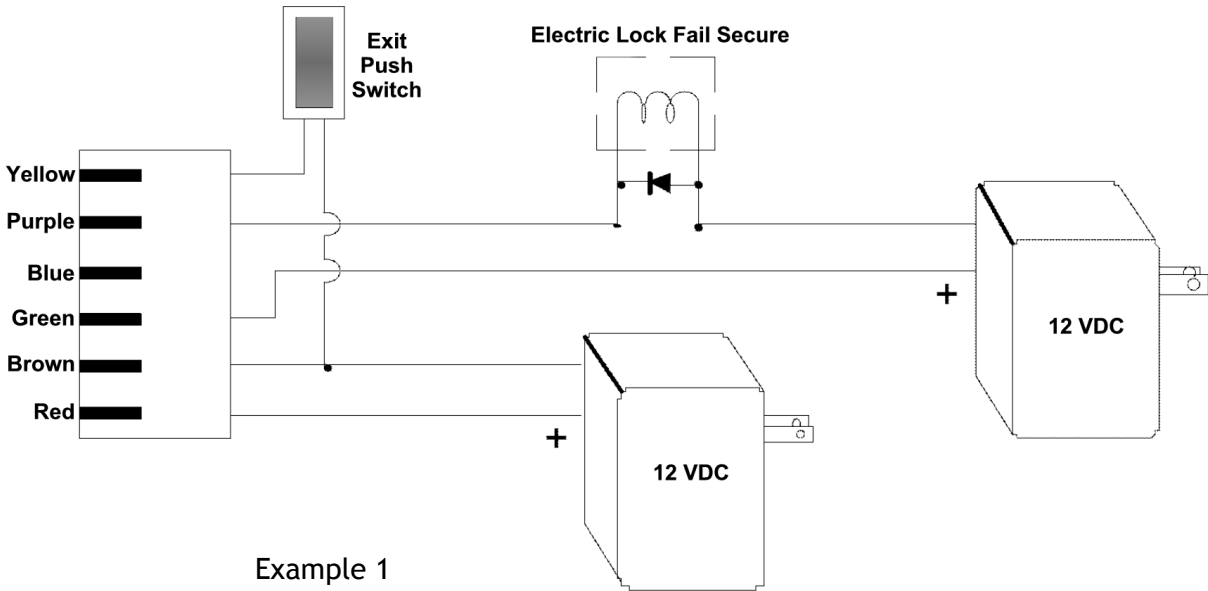 Exit
Push
Switch
Electric Lock Fail Secure
Yellow
Purple
Blue
Green
Brown
Red
+
12 VDC
+
12 VDC
Example 1